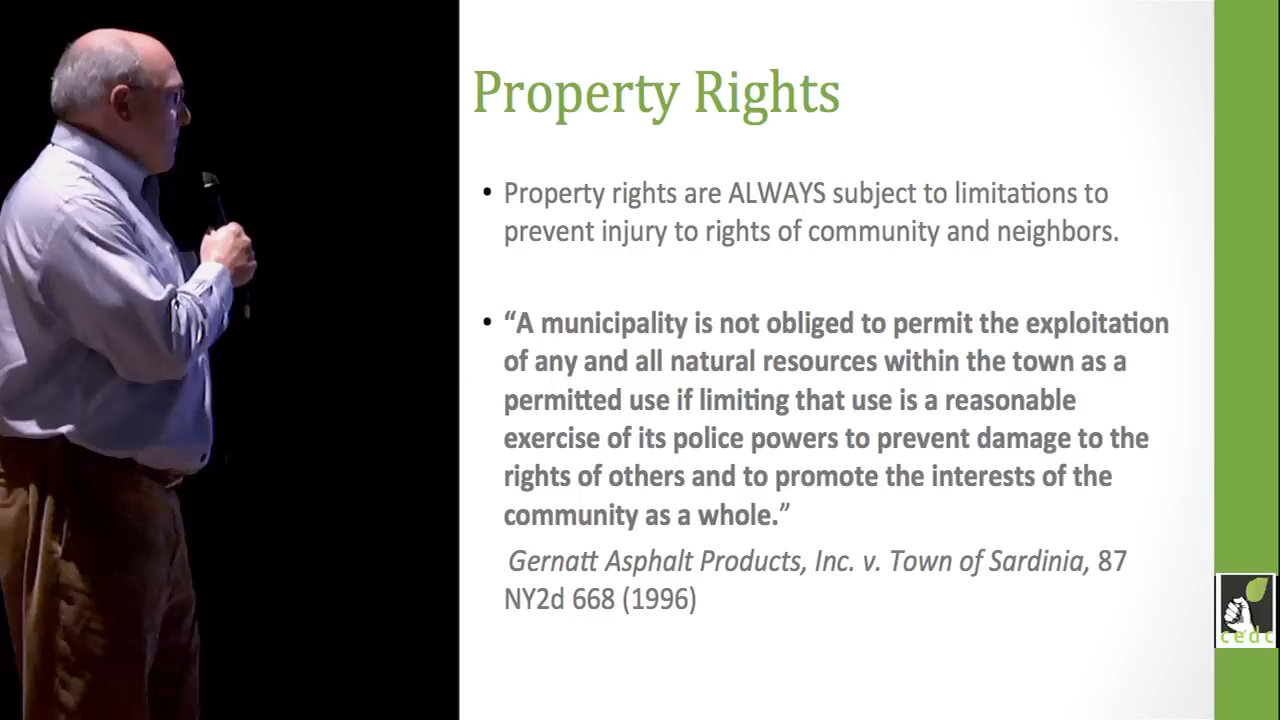 Property Rights
• Property rights are ALWAYS subject to limitations to
prevent injury to rights of community and neighbors.
• “A municipality is not obliged to permit the exploitation
of any and all natural resources within the town as a
permitted use if limiting that use is a reasonable
exercise of its police powers to prevent damage to the
rights of others and to promote the interests of the
community as a whole.”
Gernatt Asphalt Products, Inc. v. Town of Sardinia, 87
NY2d 668 (1996)
cedc